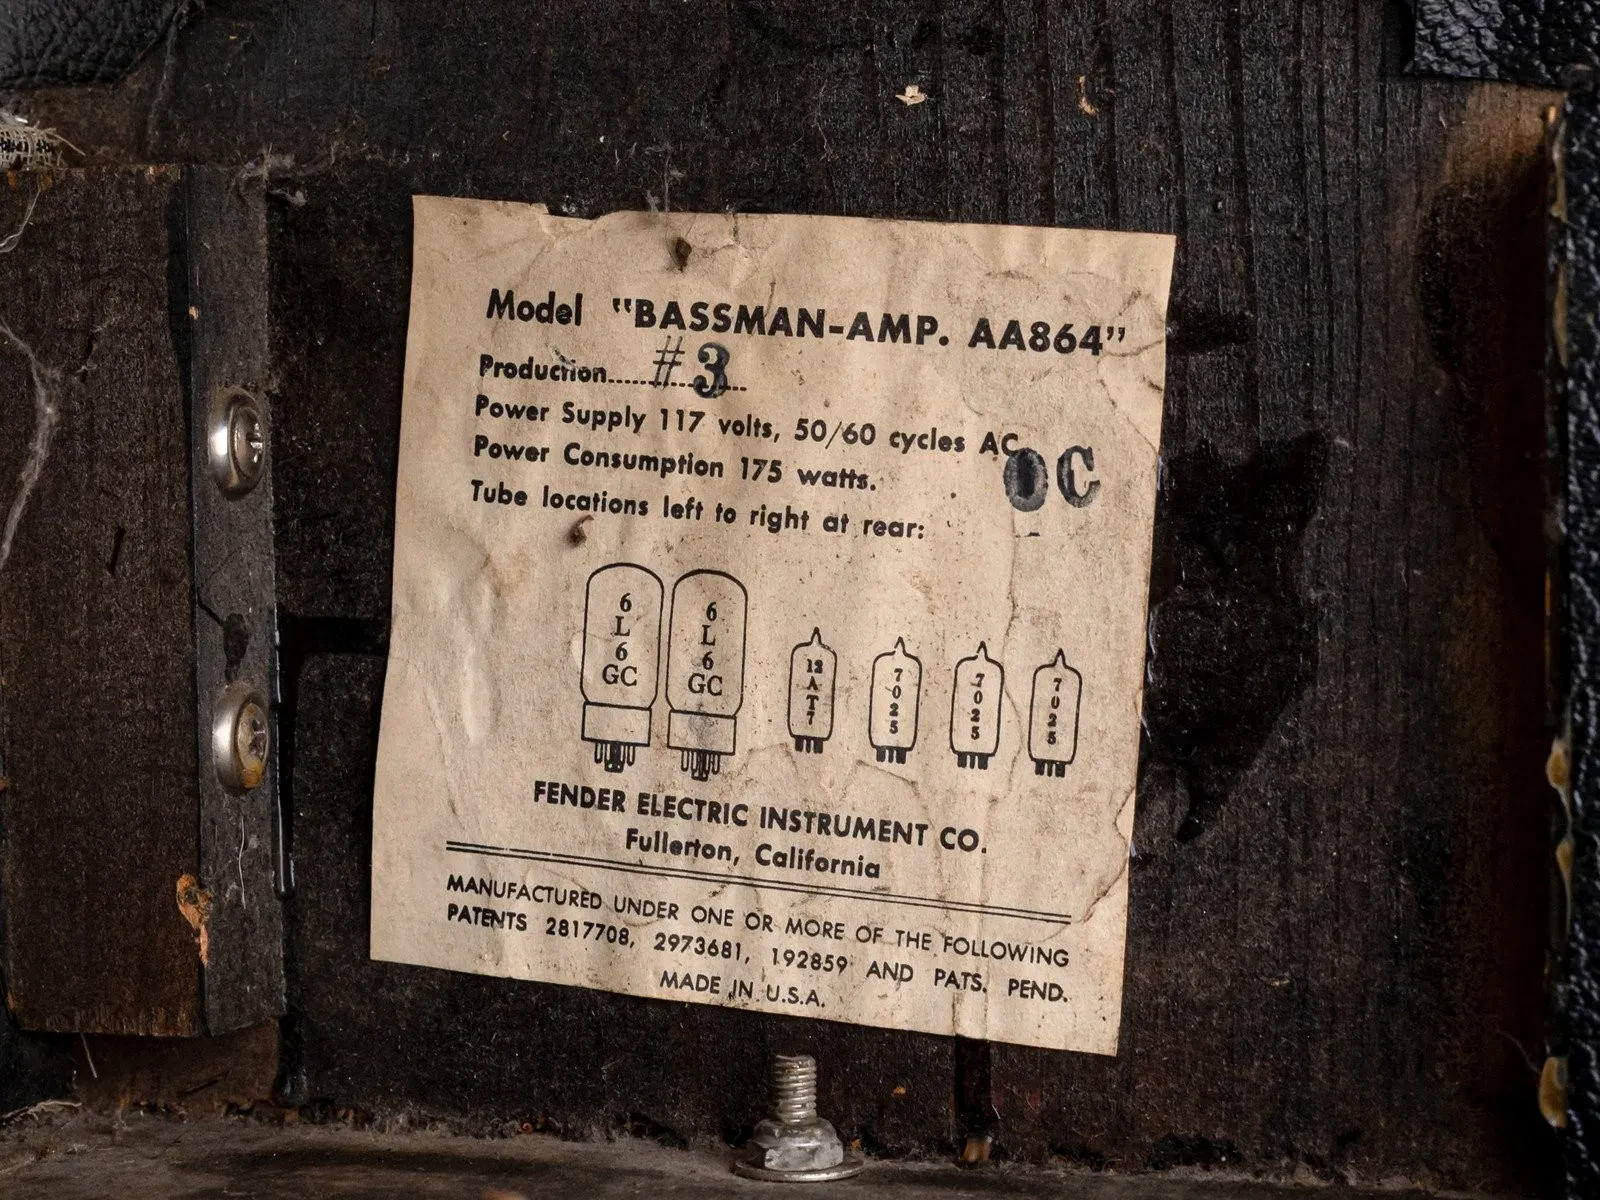 Model "BASSMAN-AMP. AA864"
Production....#3....
Power Supply 117 volts, 50/60 cycles AC
OC
Power Consumption 175 watts.
Tube locations left to right at rear:
6L6GC 6L6GC 12AT7 7025 7025 7025
FENDER ELECTRIC INSTRUMENT CO.
Fullerton, California
MANUFACTURED UNDER ONE OR MORE OF THE FOLLOWING
PATENTS 2817708, 2973681, 192859 AND PATS. PEND.
MADE IN U.S.A.